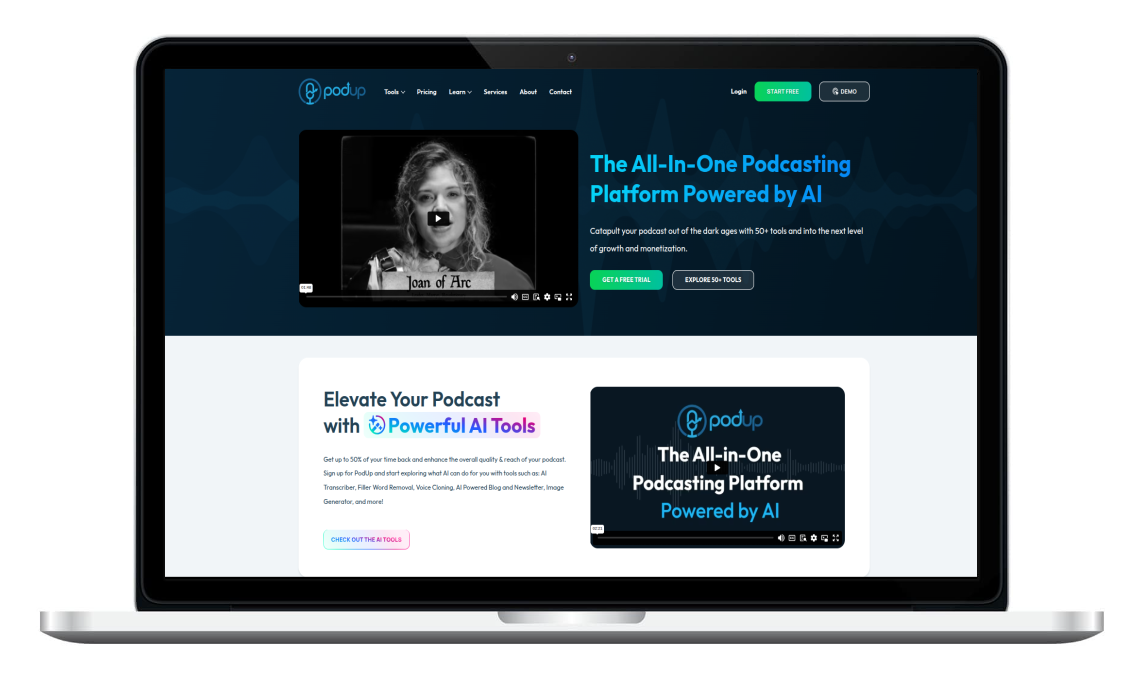 podup
Tools
Pricing
Learn
Services
About
Contact
Login
START FREE
DEMO
Joan of Arc
01:46
The All-In-One Podcasting
Platform Powered by AI
Catapult your podcast out of the dark ages with 50+ tools and into the next level
of growth and monetization.
GET A FREE TRIAL
EXPLORE 50+ TOOLS
Elevate Your Podcast
with Powerful AI Tools
Get up to 50% of your time back and enhance the overall quality & reach of your podcast.
Sign up for PodUp and start exploring what AI can do for you with tools such as: AI
Transcriber, Filler Word Removal, Voice Cloning, AI Powered Blog and Newsletter, Image
Generator, and more!
CHECK OUT THE AI TOOLS
podup
The All-in-One
Podcasting Platform
Powered by AI
02:21